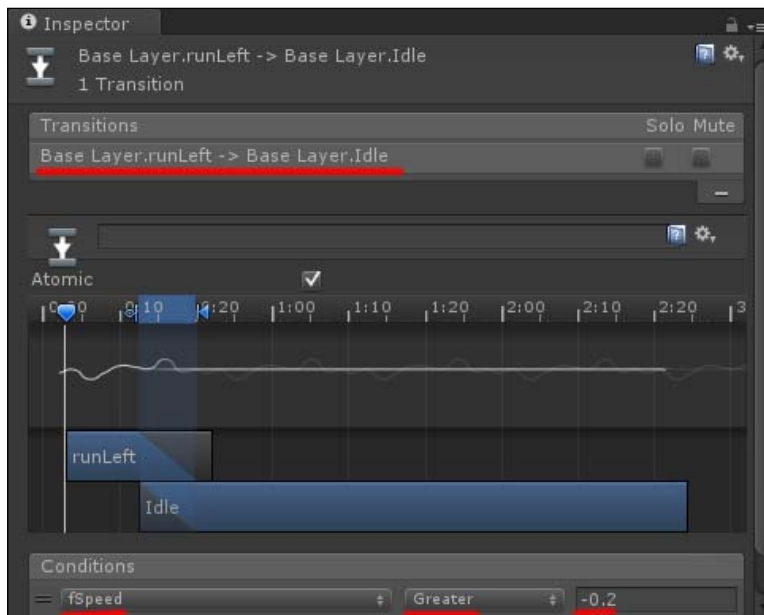 Inspector
Base Layer.runLeft -> Base Layer.Idle
1 Transition
Transitions Solo Mute
Base Layer.runLeft -> Base Layer.Idle
Atomic
1:00 1:10 1:20 2:00 2:10 2:20 3
runLeft
Idle
Conditions
fSpeed Greater -0.2